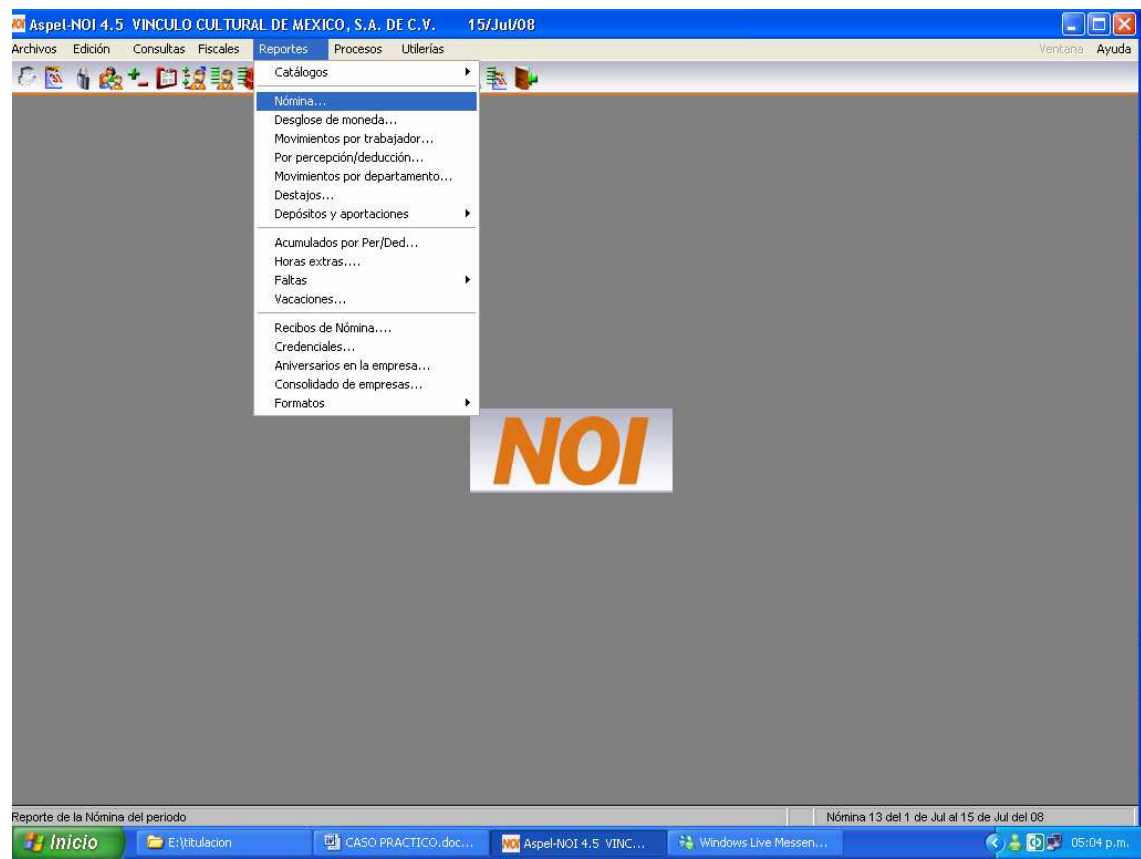 NOI Aspel-NOI 4.5 VINCULO CULTURAL DE MEXICO, S.A. DE C.V. 15/Jul/08
Archivos Edición Consultas Fiscales Reportes Procesos Utilerías Ventana Ayuda
Catálogos
Nómina...
Desglose de moneda...
Movimientos por trabajador...
Por percepción/deducción...
Movimientos por departamento...
Destajos...
Depósitos y aportaciones
Acumulados por Per/Ded...
Horas extras....
Faltas
Vacaciones...
Recibos de Nómina....
Credenciales...
Aniversarios en la empresa...
Consolidado de empresas...
Formatos
NOI
Reporte de la Nómina del periodo Nómina 13 del 1 de Jul al 15 de Jul del 08
Inicio E:\titulacion CASO PRACTICO.doc... NOI Aspel-NOI 4.5 VINC... Windows Live Messen... 05:04 p.m.